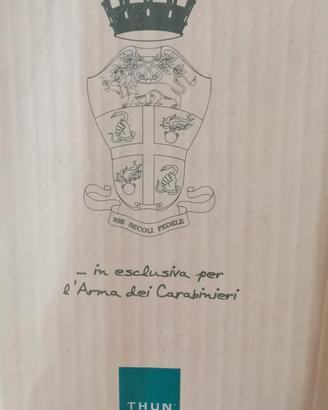 NEI SECOLI FEDELE
... in esclusiva per
l'Arma dei Carabinieri
THUN